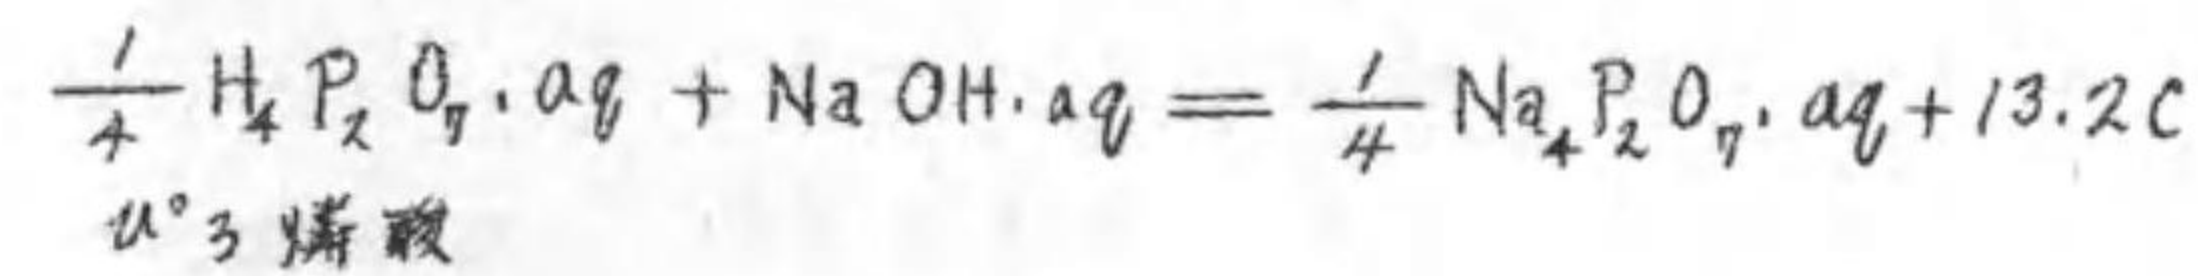 1/4 H₄P₂O₇・aq + NaOH・aq = 1/4 Na₄P₂O₇・aq + 13.2C
ピロ燐酸